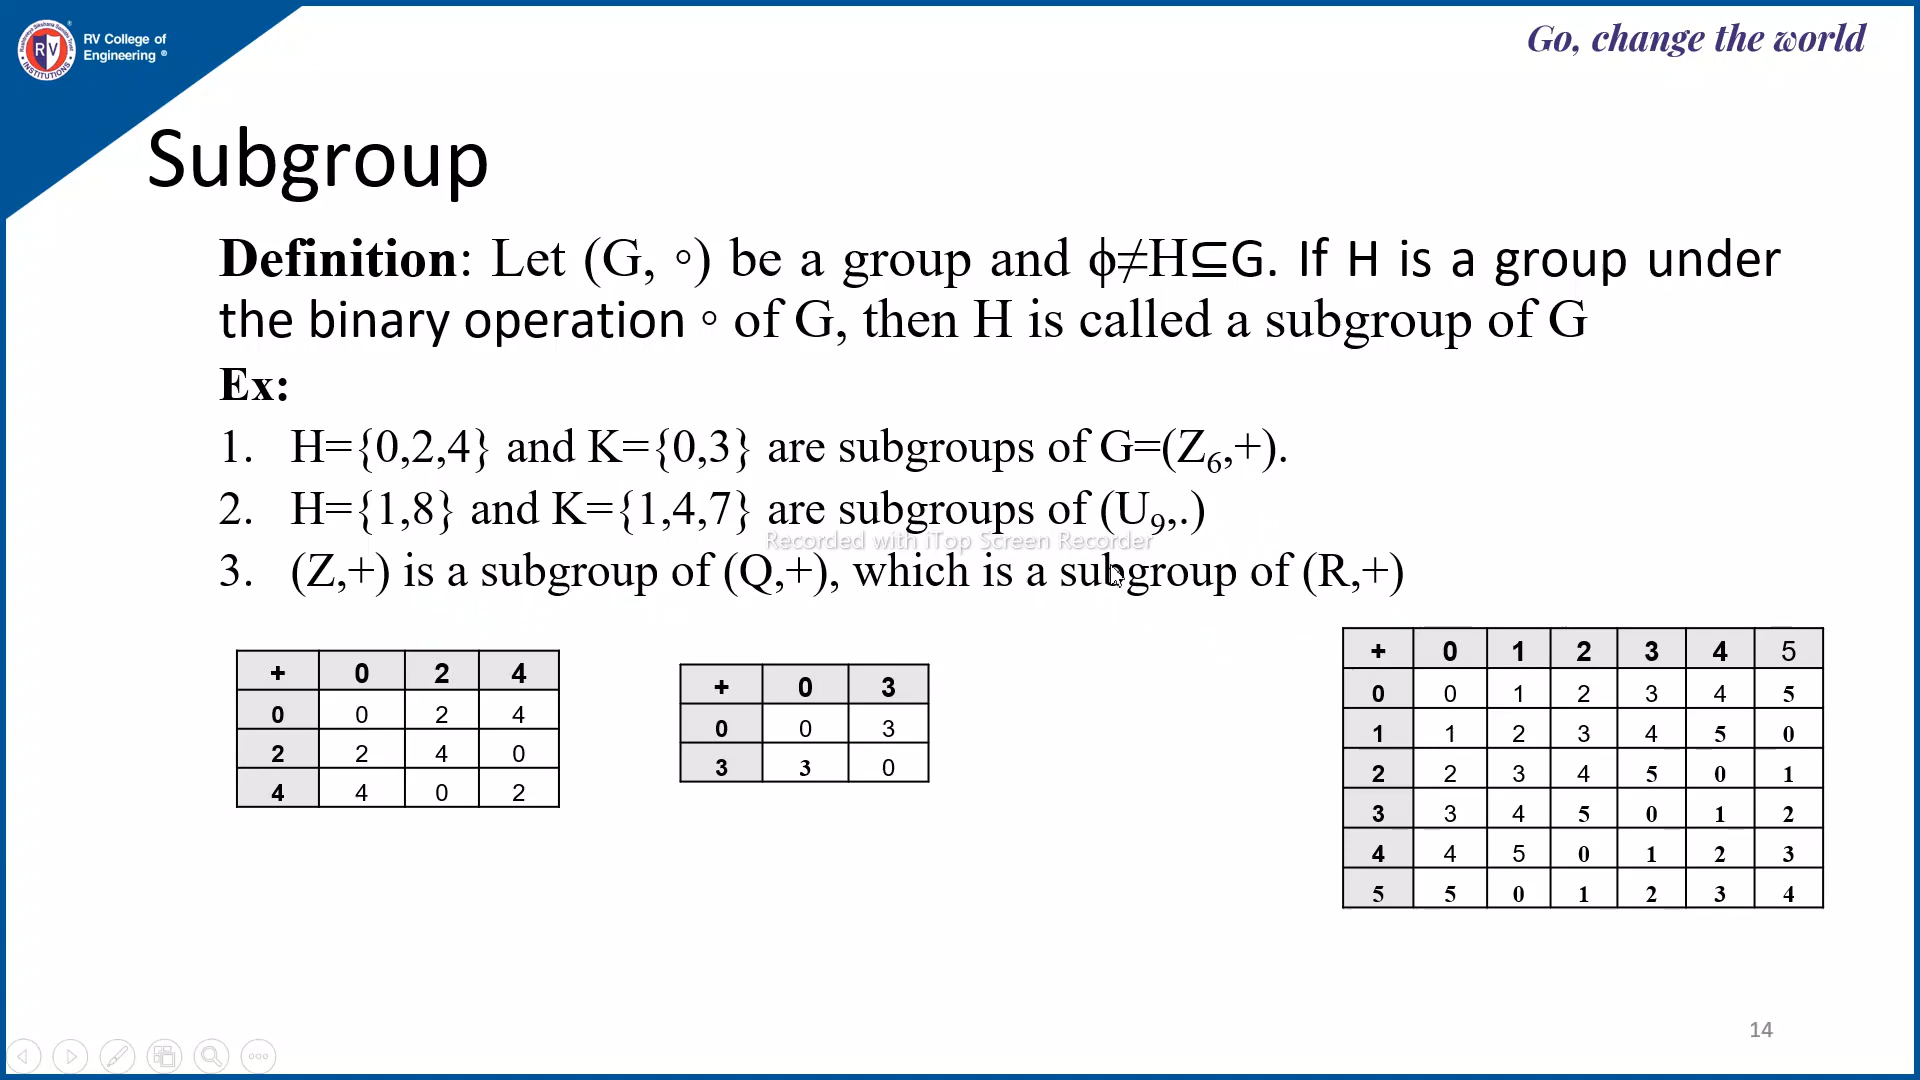 RV College of
Engineering ®
Go, change the world
Subgroup
Definition: Let (G, ∘) be a group and ϕ≠H⊆G. If H is a group under
the binary operation ∘ of G, then H is called a subgroup of G
Ex:
1. H={0,2,4} and K={0,3} are subgroups of G=(Z₆,+).
2. H={1,8} and K={1,4,7} are subgroups of (U₉,.)
Recorded with iTop Screen Recorder
3. (Z,+) is a subgroup of (Q,+), which is a subgroup of (R,+)
+ 0 2 4
0 0 2 4
2 2 4 0
4 4 0 2
+ 0 3
0 0 3
3 3 0
+ 0 1 2 3 4 5
0 0 1 2 3 4 5
1 1 2 3 4 5 0
2 2 3 4 5 0 1
3 3 4 5 0 1 2
4 4 5 0 1 2 3
5 5 0 1 2 3 4
14
RV
INSTITUTIONS